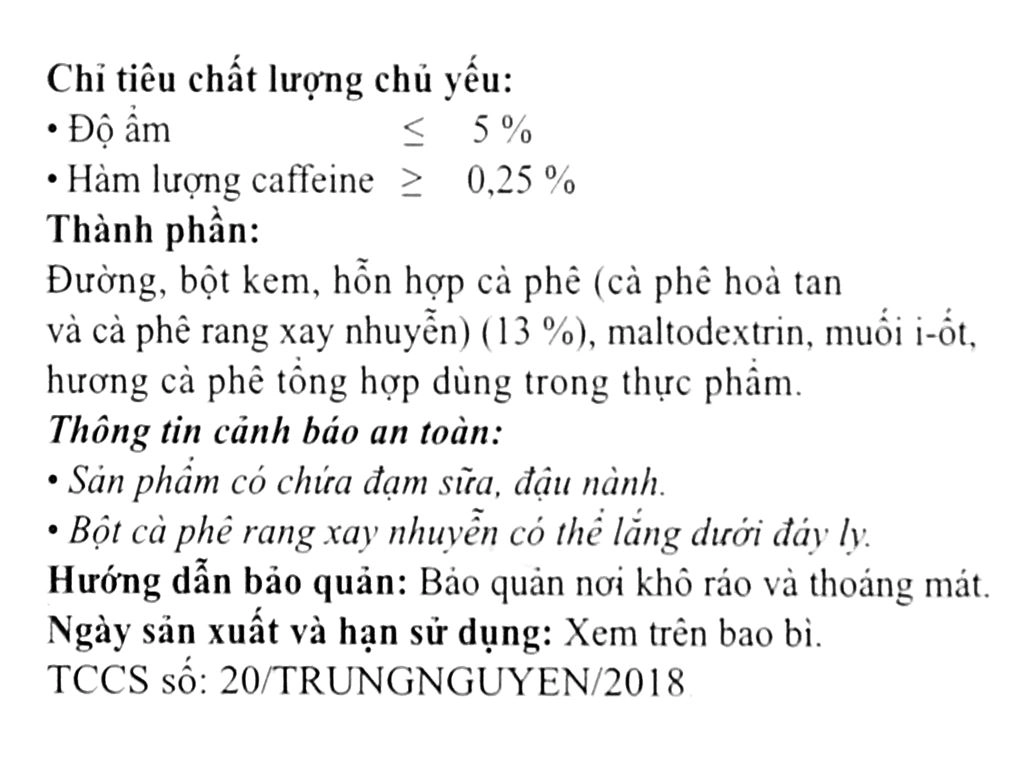 Chỉ tiêu chất lượng chủ yếu:
• Độ ẩm ≤ 5 %
• Hàm lượng caffeine ≥ 0,25 %
Thành phần:
Đường, bột kem, hỗn hợp cà phê (cà phê hoà tan
và cà phê rang xay nhuyễn) (13 %), maltodextrin, muối i-ốt,
hương cà phê tổng hợp dùng trong thực phẩm.
Thông tin cảnh báo an toàn:
• Sản phẩm có chứa đạm sữa, đậu nành.
• Bột cà phê rang xay nhuyễn có thể lắng dưới đáy ly.
Hướng dẫn bảo quản: Bảo quản nơi khô ráo và thoáng mát.
Ngày sản xuất và hạn sử dụng: Xem trên bao bì.
TCCS số: 20/TRUNGNGUYEN/2018